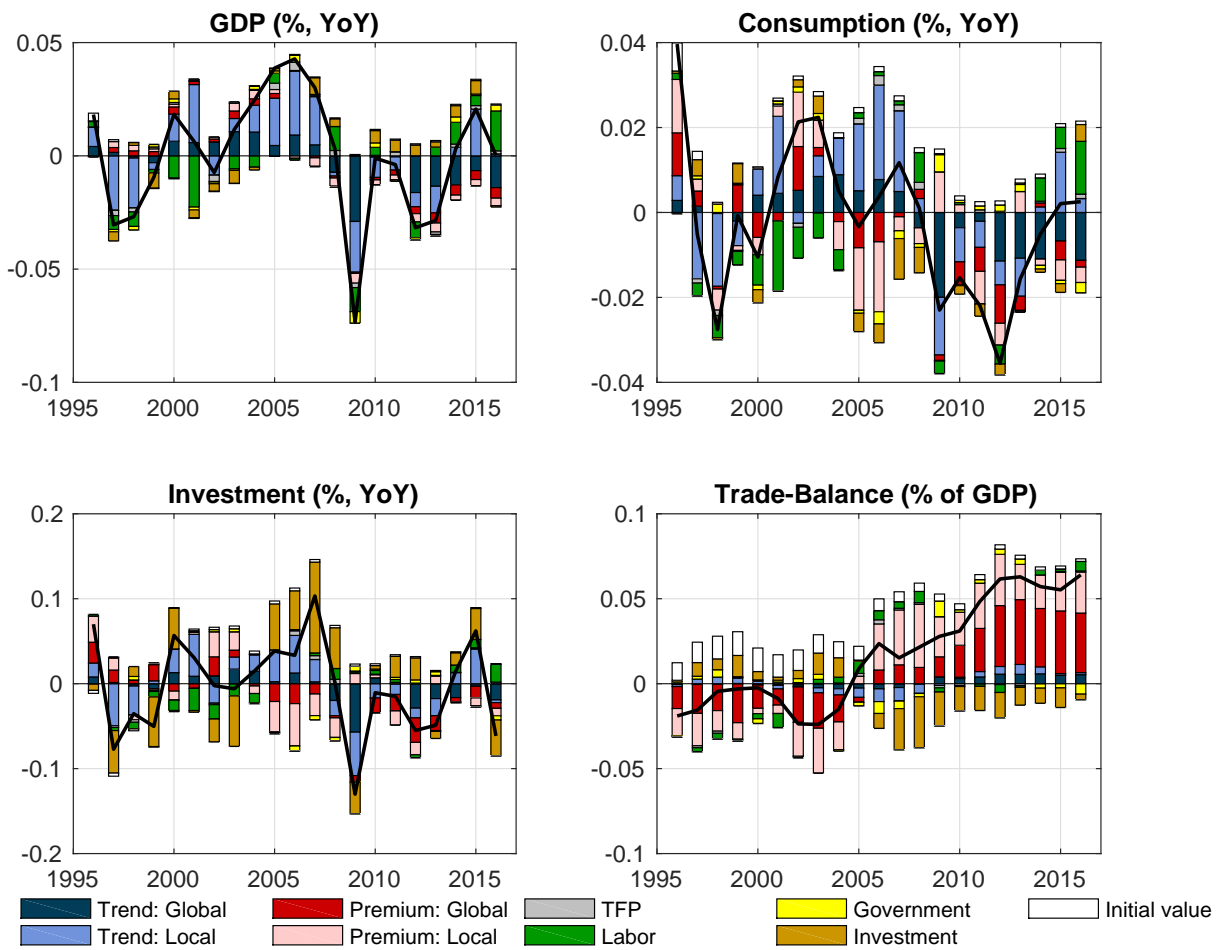 GDP (%, YoY)
Consumption (%, YoY)
0.05
0
-0.05
-0.1
1995 2000 2005 2010 2015
0.04
0.02
0
-0.02
-0.04
1995 2000 2005 2010 2015
Investment (%, YoY)
Trade-Balance (% of GDP)
0.2
0.1
0
-0.1
-0.2
1995 2000 2005 2010 2015
0.1
0.05
0
-0.05
-0.1
1995 2000 2005 2010 2015
Trend: Global Premium: Global TFP Government Initial value
Trend: Local Premium: Local Labor Investment